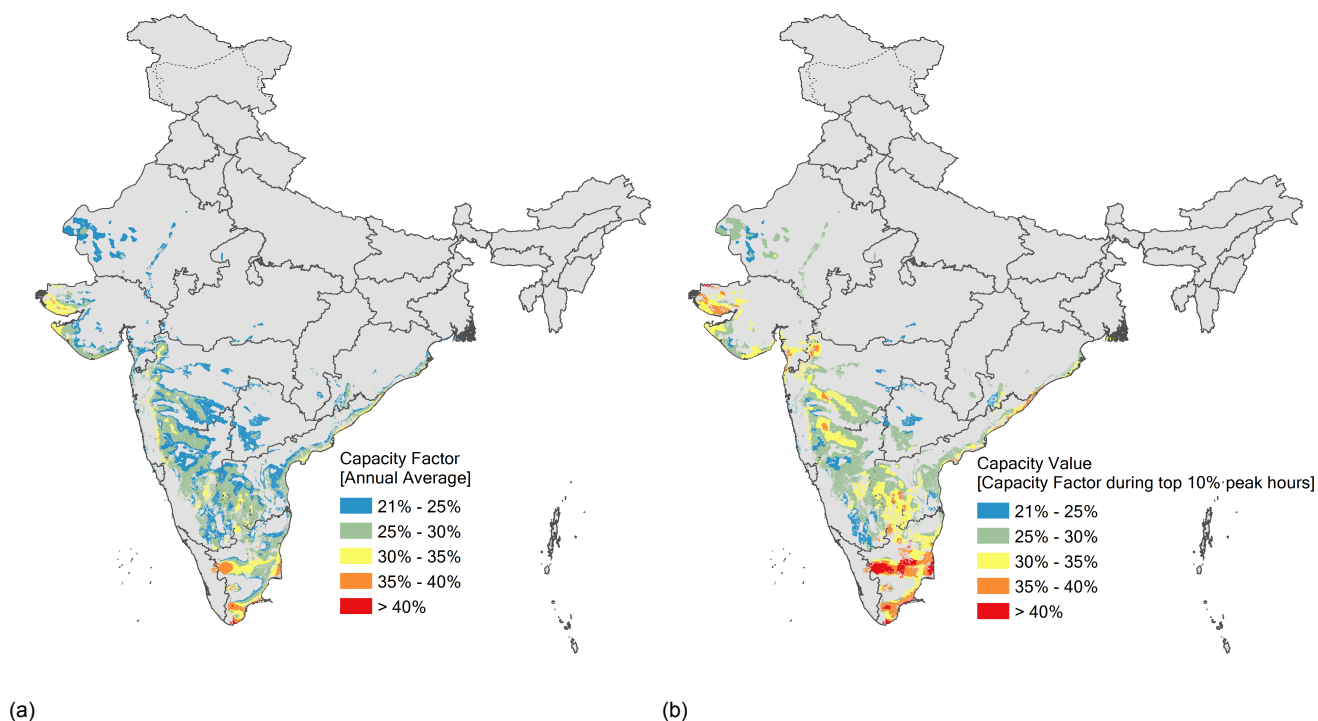 Capacity Factor
[Annual Average]
21% - 25%
25% - 30%
30% - 35%
35% - 40%
> 40%
Capacity Value
[Capacity Factor during top 10% peak hours]
21% - 25%
25% - 30%
30% - 35%
35% - 40%
> 40%
(a)
(b)